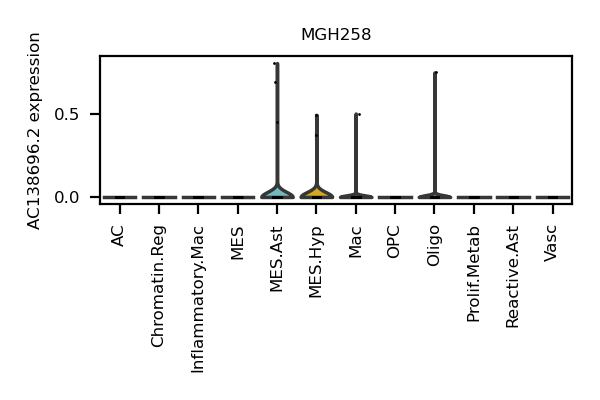 MGH258
AC138696.2 expression
0.5
0.0
AC
Chromatin.Reg
Inflammatory.Mac
MES
MES.Ast
MES.Hyp
Mac
OPC
Oligo
Prolif.Metab
Reactive.Ast
Vasc